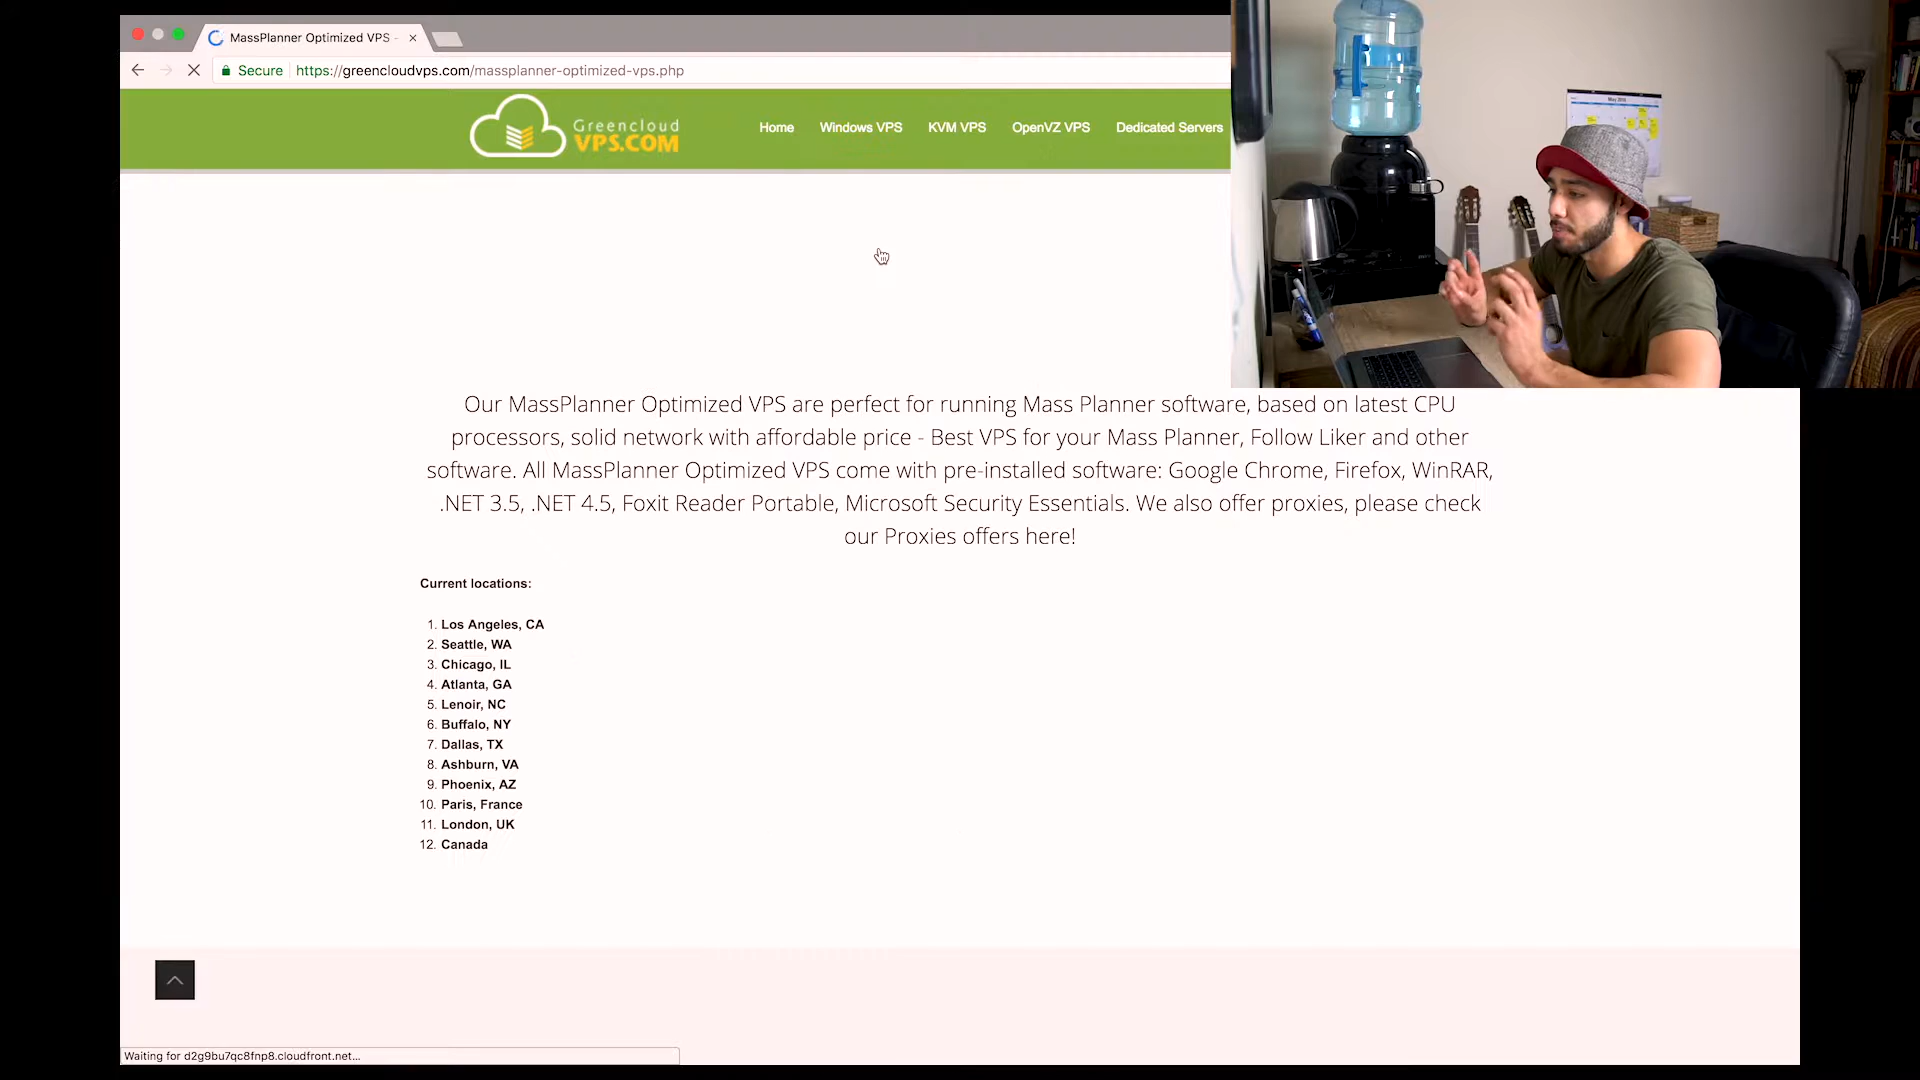 MassPlanner Optimized VPS -
Secure https://greencloudvps.com/massplanner-optimized-vps.php
Greencloud
VPS.COM
Home Windows VPS KVM VPS OpenVZ VPS Dedicated Servers
Our MassPlanner Optimized VPS are perfect for running Mass Planner software, based on latest CPU
processors, solid network with affordable price - Best VPS for your Mass Planner, Follow Liker and other
software. All MassPlanner Optimized VPS come with pre-installed software: Google Chrome, Firefox, WinRAR,
.NET 3.5, .NET 4.5, Foxit Reader Portable, Microsoft Security Essentials. We also offer proxies, please check
our Proxies offers here!
Current locations:
1. Los Angeles, CA
2. Seattle, WA
3. Chicago, IL
4. Atlanta, GA
5. Lenoir, NC
6. Buffalo, NY
7. Dallas, TX
8. Ashburn, VA
9. Phoenix, AZ
10. Paris, France
11. London, UK
12. Canada
Waiting for d2g9bu7qc8fnp8.cloudfront.net...